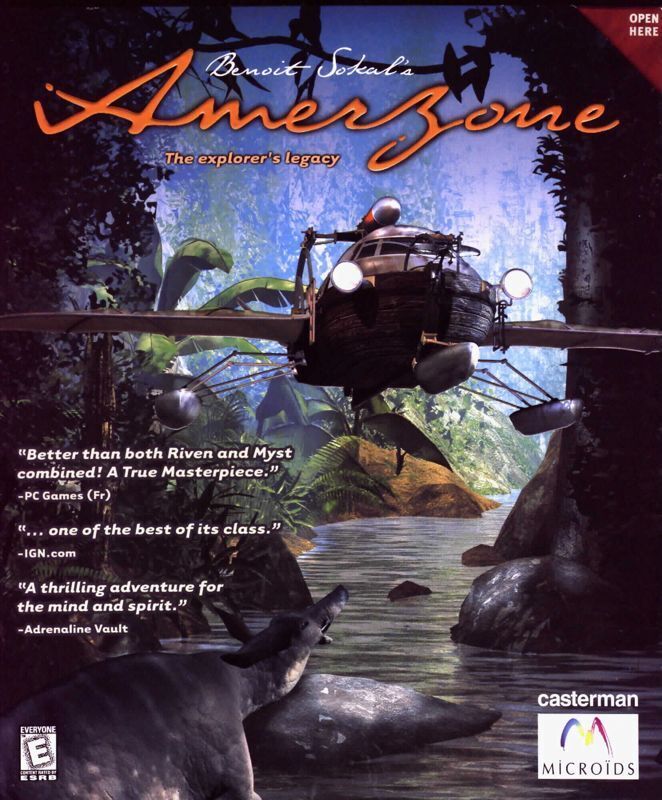 OPEN
HERE
Benoit Sokal's
Amerzone
The explorer's legacy
"Better than both Riven and Myst
combined! A True Masterpiece."
-PC Games (Fr)
"... one of the best of its class."
-IGN.com
"A thrilling adventure for
the mind and spirit."
-Adrenaline Vault
casterman
MICROÏDS
EVERYONE
E
CONTENT RATED BY
ESRB